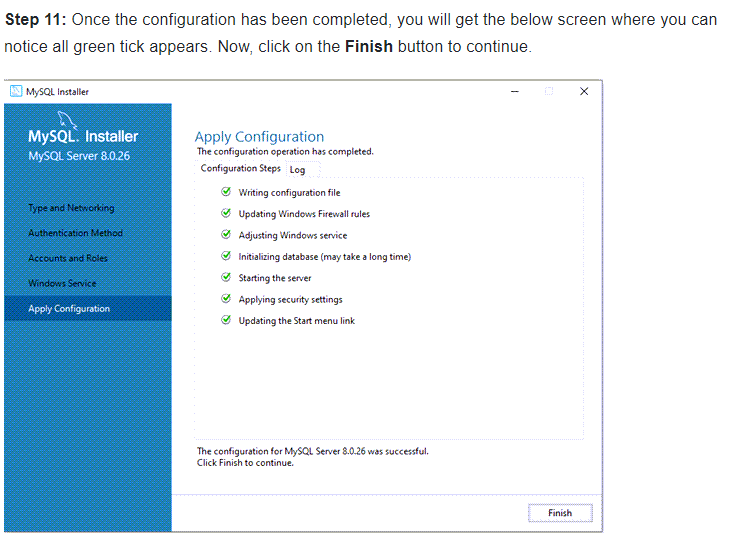 Step 11: Once the configuration has been completed, you will get the below screen where you can
notice all green tick appears. Now, click on the Finish button to continue.
MySQL Installer
MySQL. Installer
MySQL Server 8.0.26
Type and Networking
Authentication Method
Accounts and Roles
Windows Service
Apply Configuration
Apply Configuration
The configuration operation has completed.
Configuration Steps Log
Writing configuration file
Updating Windows Firewall rules
Adjusting Windows service
Initializing database (may take a long time)
Starting the server
Applying security settings
Updating the Start menu link
The configuration for MySQL Server 8.0.26 was successful.
Click Finish to continue.
Finish